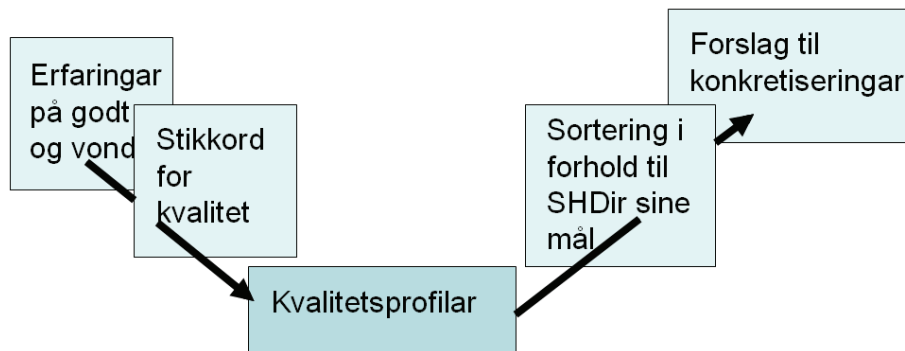 Erfaringar
på godt
og vond
Stikkord
for
kvalitet
Kvalitetsprofilar
Sortering i
forhold til
SHDir sine
mål
Forslag til
konkretiseringar